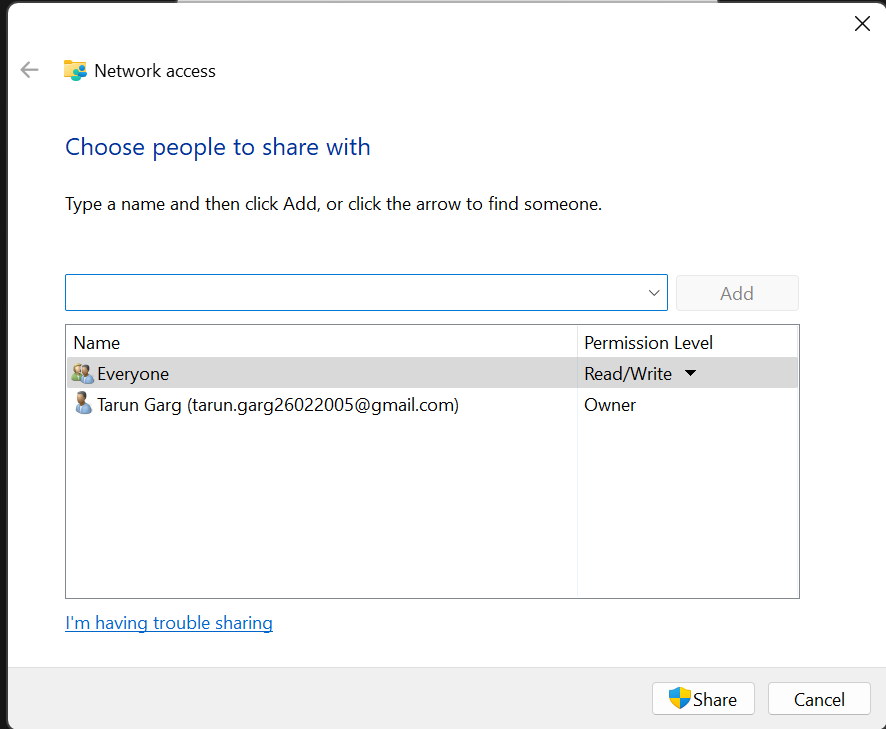 Network access
Choose people to share with
Type a name and then click Add, or click the arrow to find someone.
Add
Name Permission Level
Everyone Read/Write
Tarun Garg (tarun.garg26022005@gmail.com) Owner
I'm having trouble sharing
Share Cancel